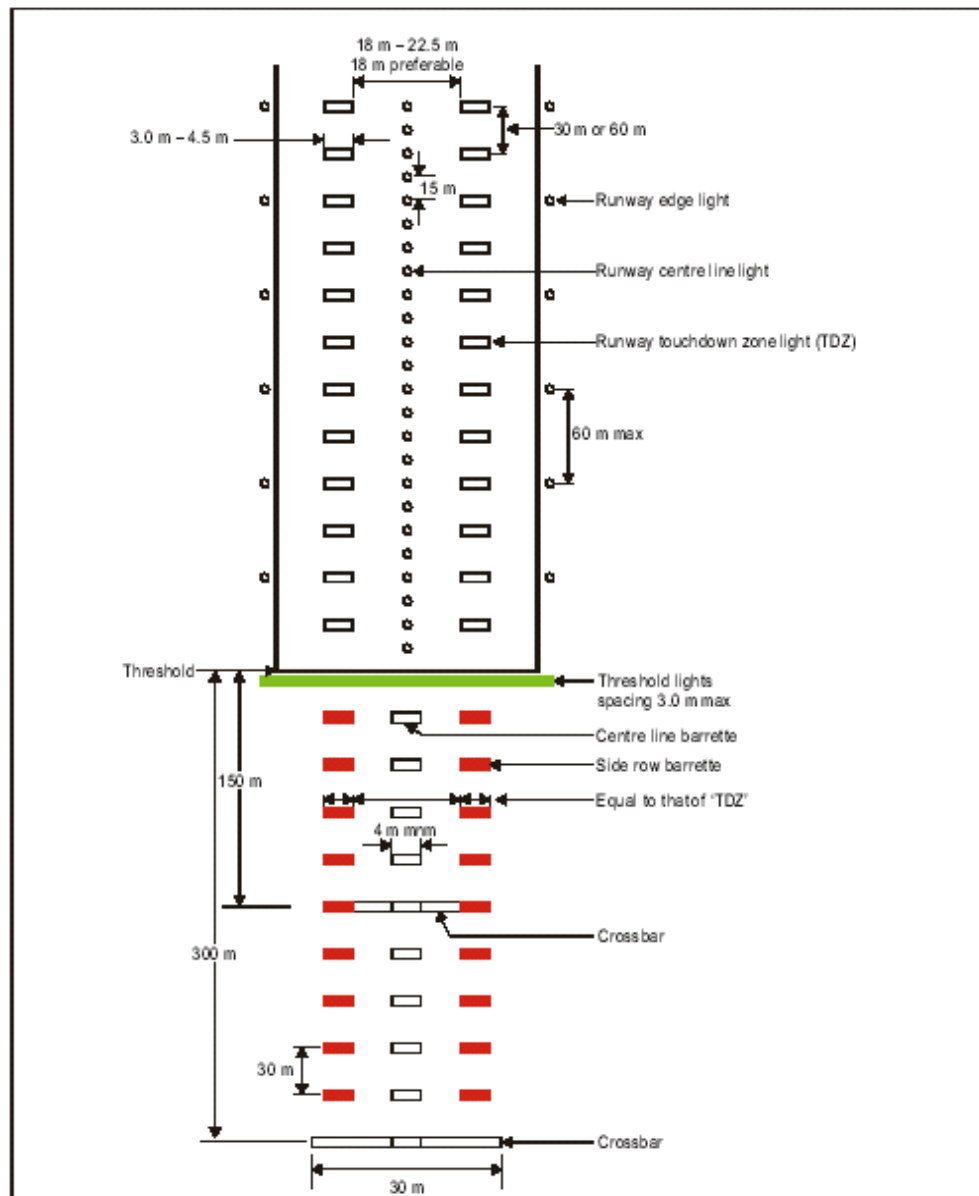 18 m – 22.5 m
18 m preferable
3.0 m – 4.5 m
30 m or 60 m
15 m
Runway edge light
Runway centre line light
Runway touchdown zone light (TDZ)
60 m max
Threshold
Threshold lights
spacing 3.0 m max
Centre line barrette
150 m
Side row barrette
Equal to that of "TDZ"
4 m mnm
Crossbar
300 m
30 m
Crossbar
30 m